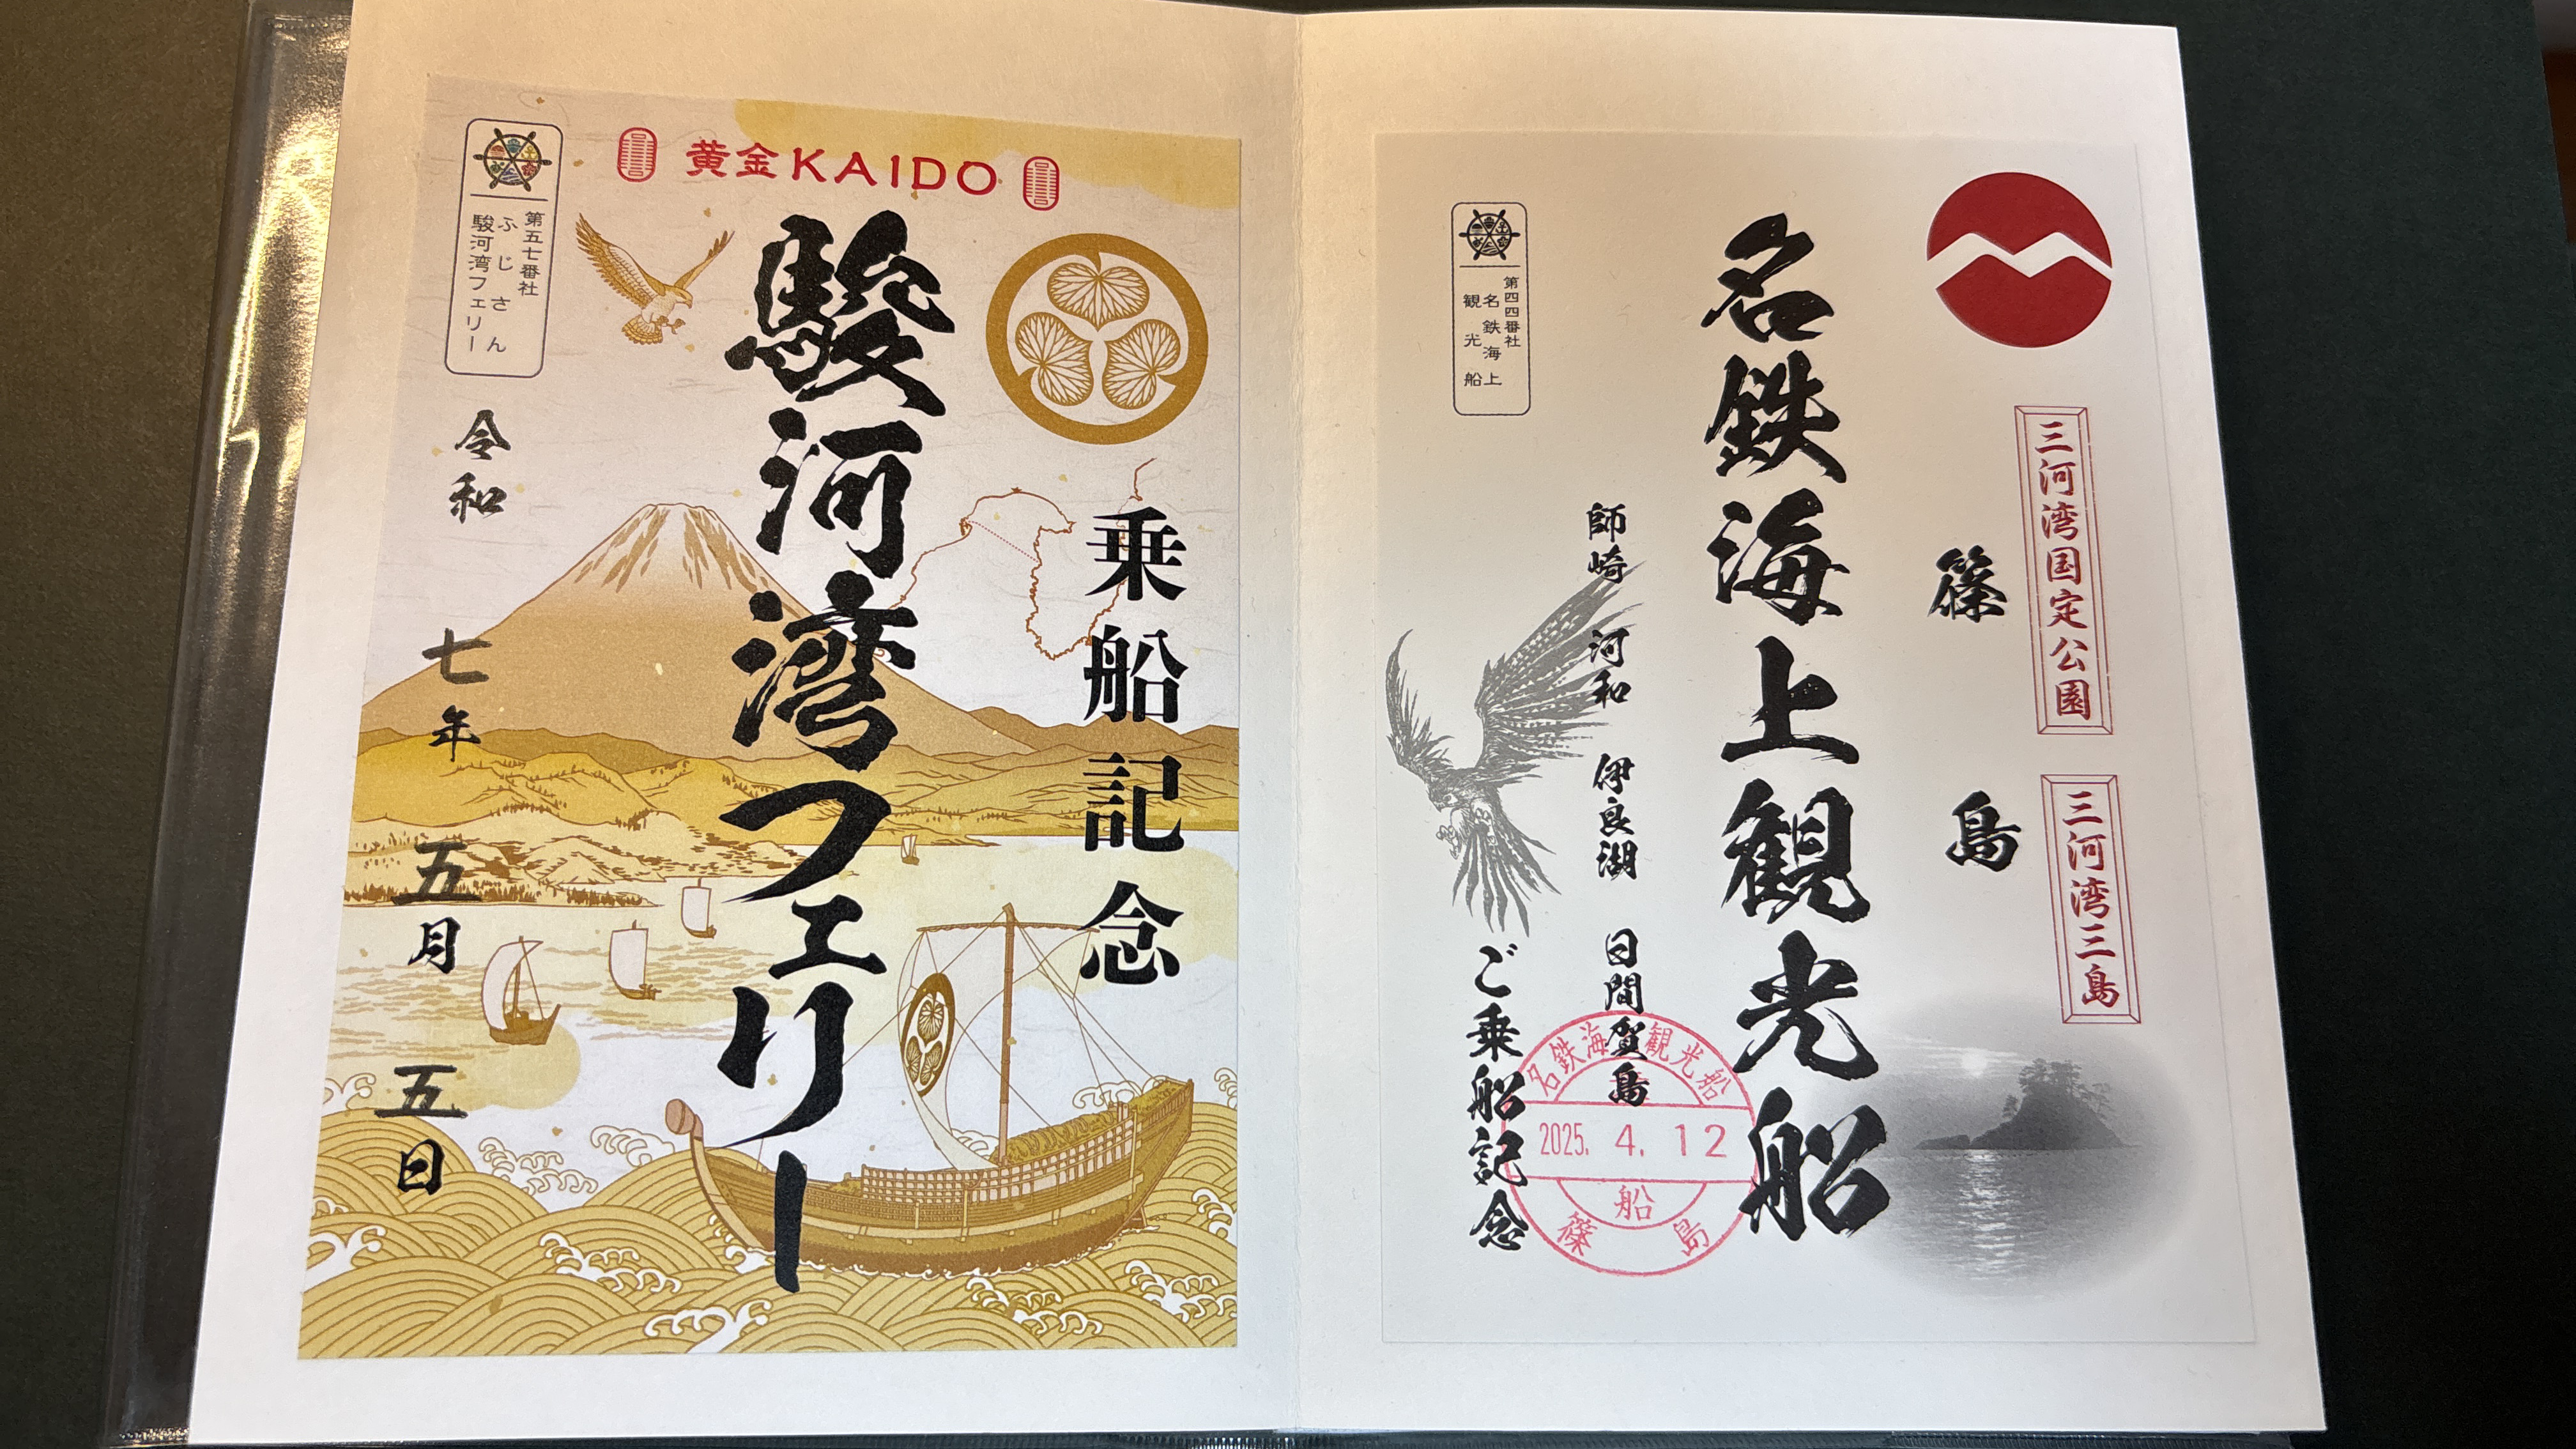 三河湾国定公園
三河湾三島
篠島
名鉄海上観光船
師崎 河和 伊良湖 日間賀島
ご乗船記念
第四四番社
名鉄海上
観光船
名鉄海上観光船
2025. 4. 12
船
篠島
黄金KAIDO
乗船記念
駿河湾フェリー
第五七番社
ふじさん
駿河湾フェリー
令和七年五月五日